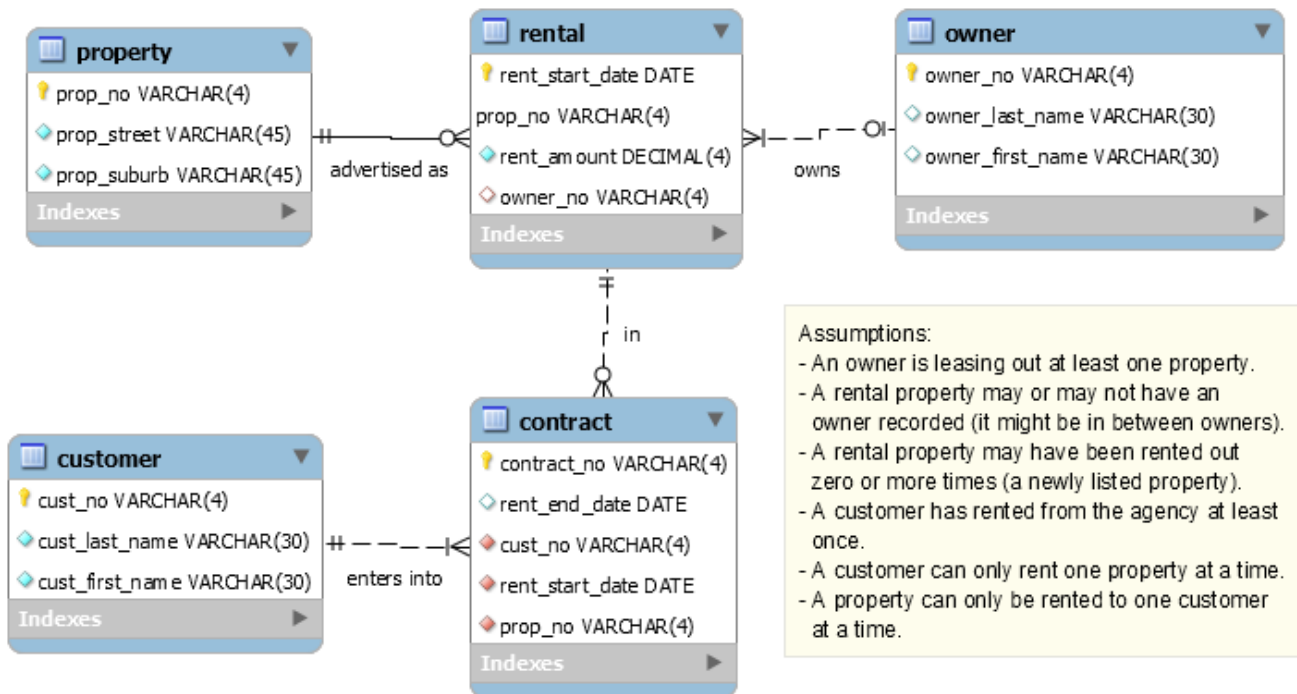 property
prop_no VARCHAR(4)
prop_street VARCHAR(45)
prop_suburb VARCHAR(45)
Indexes
advertised as
rental
rent_start_date DATE
prop_no VARCHAR(4)
rent_amount DECIMAL(4)
owner_no VARCHAR(4)
Indexes
owns
owner
owner_no VARCHAR(4)
owner_last_name VARCHAR(30)
owner_first_name VARCHAR(30)
Indexes
in
Assumptions:
- An owner is leasing out at least one property.
- A rental property may or may not have an
owner recorded (it might be in between owners).
- A rental property may have been rented out
zero or more times (a newly listed property).
- A customer has rented from the agency at least
once.
- A customer can only rent one property at a time.
- A property can only be rented to one customer
at a time.
customer
cust_no VARCHAR(4)
cust_last_name VARCHAR(30)
cust_first_name VARCHAR(30)
Indexes
enters into
contract
contract_no VARCHAR(4)
rent_end_date DATE
cust_no VARCHAR(4)
rent_start_date DATE
prop_no VARCHAR(4)
Indexes